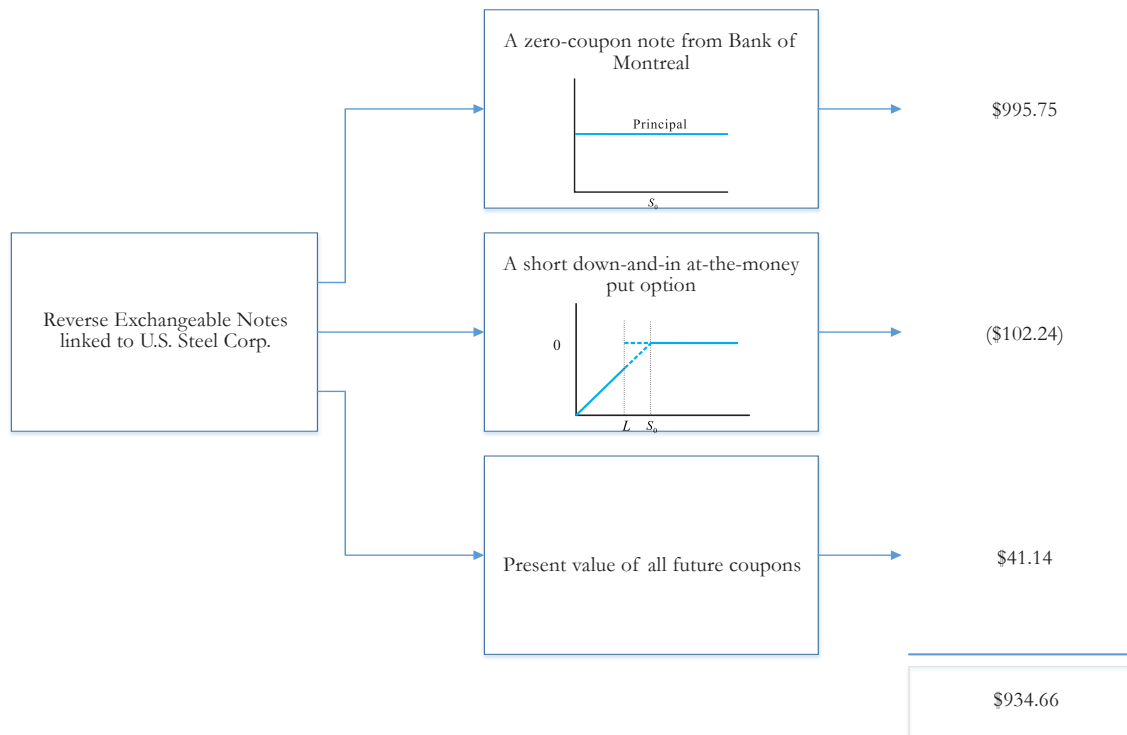 A zero-coupon note from Bank of
Montreal
Principal
S₀
$995.75
Reverse Exchangeable Notes
linked to U.S. Steel Corp.
A short down-and-in at-the-money
put option
0
L S₀
($102.24)
Present value of all future coupons
$41.14
$934.66